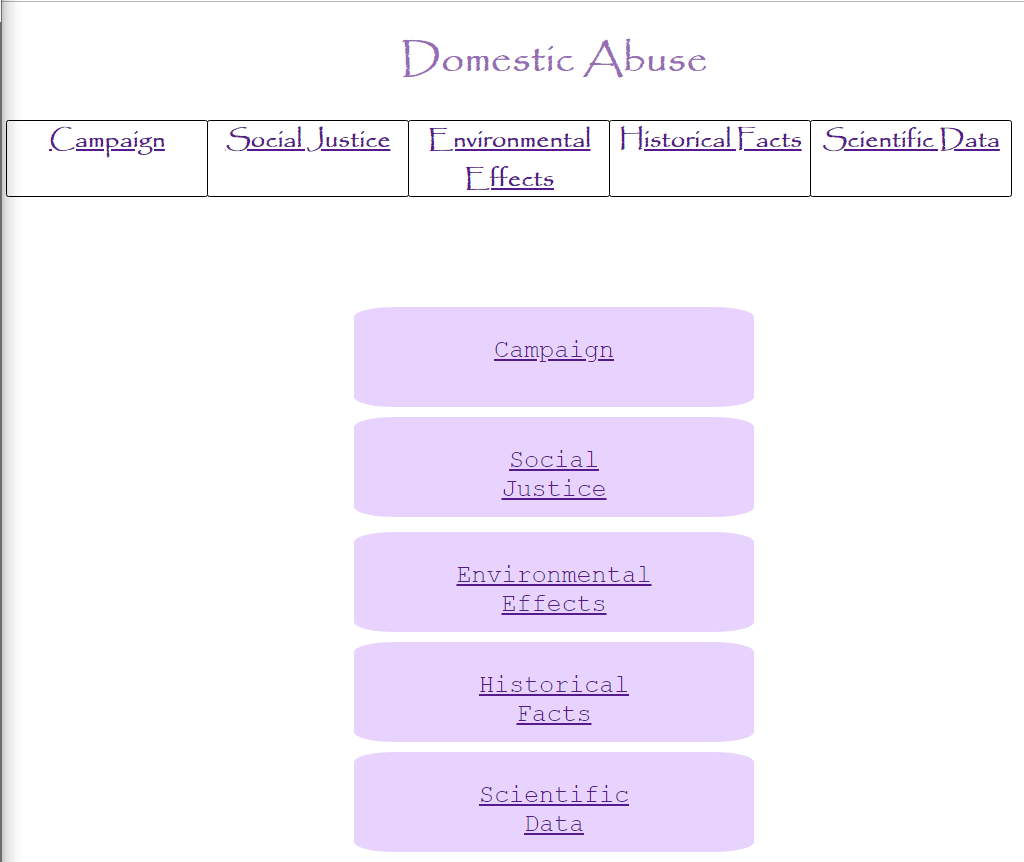 Domestic Abuse
Campaign
Social Justice
Environmental
Effects
Historical Facts
Scientific Data
Campaign
Social
Justice
Environmental
Effects
Historical
Facts
Scientific
Data